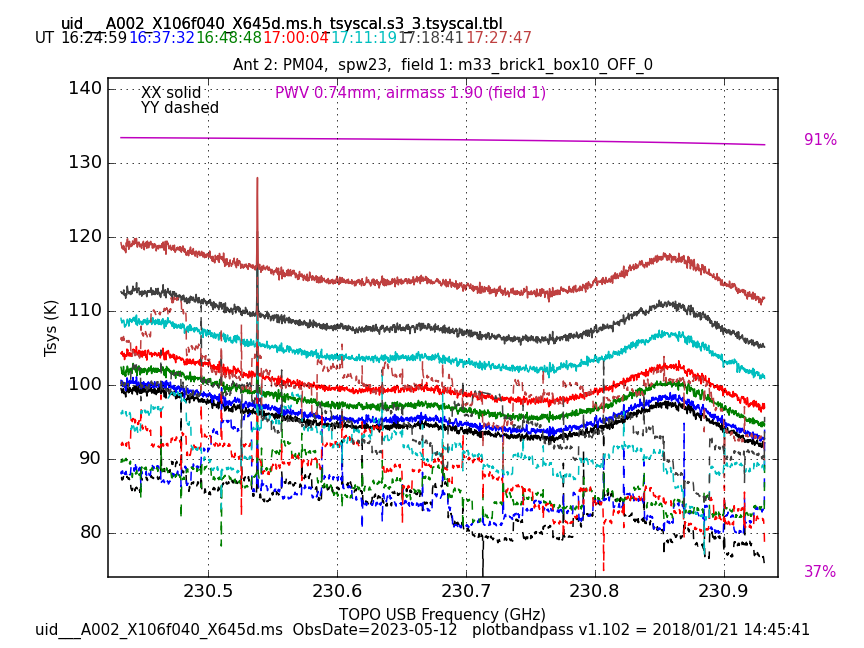 uid___A002_X106f040_X645d.ms.h_tsyscal.s3_3.tsyscal.tbl
UT 16:24:59 16:37:32 16:48:48 17:00:04 17:11:19 17:18:41 17:27:47
Ant 2: PM04, spw23, field 1: m33_brick1_box10_OFF_0
XX solid
YY dashed
PWV 0.74mm, airmass 1.90 (field 1)
140
130
120
110
100
90
80
91%
37%
Tsys (K)
230.5 230.6 230.7 230.8 230.9
TOPO USB Frequency (GHz)
uid___A002_X106f040_X645d.ms ObsDate=2023-05-12 plotbandpass v1.102 = 2018/01/21 14:45:41